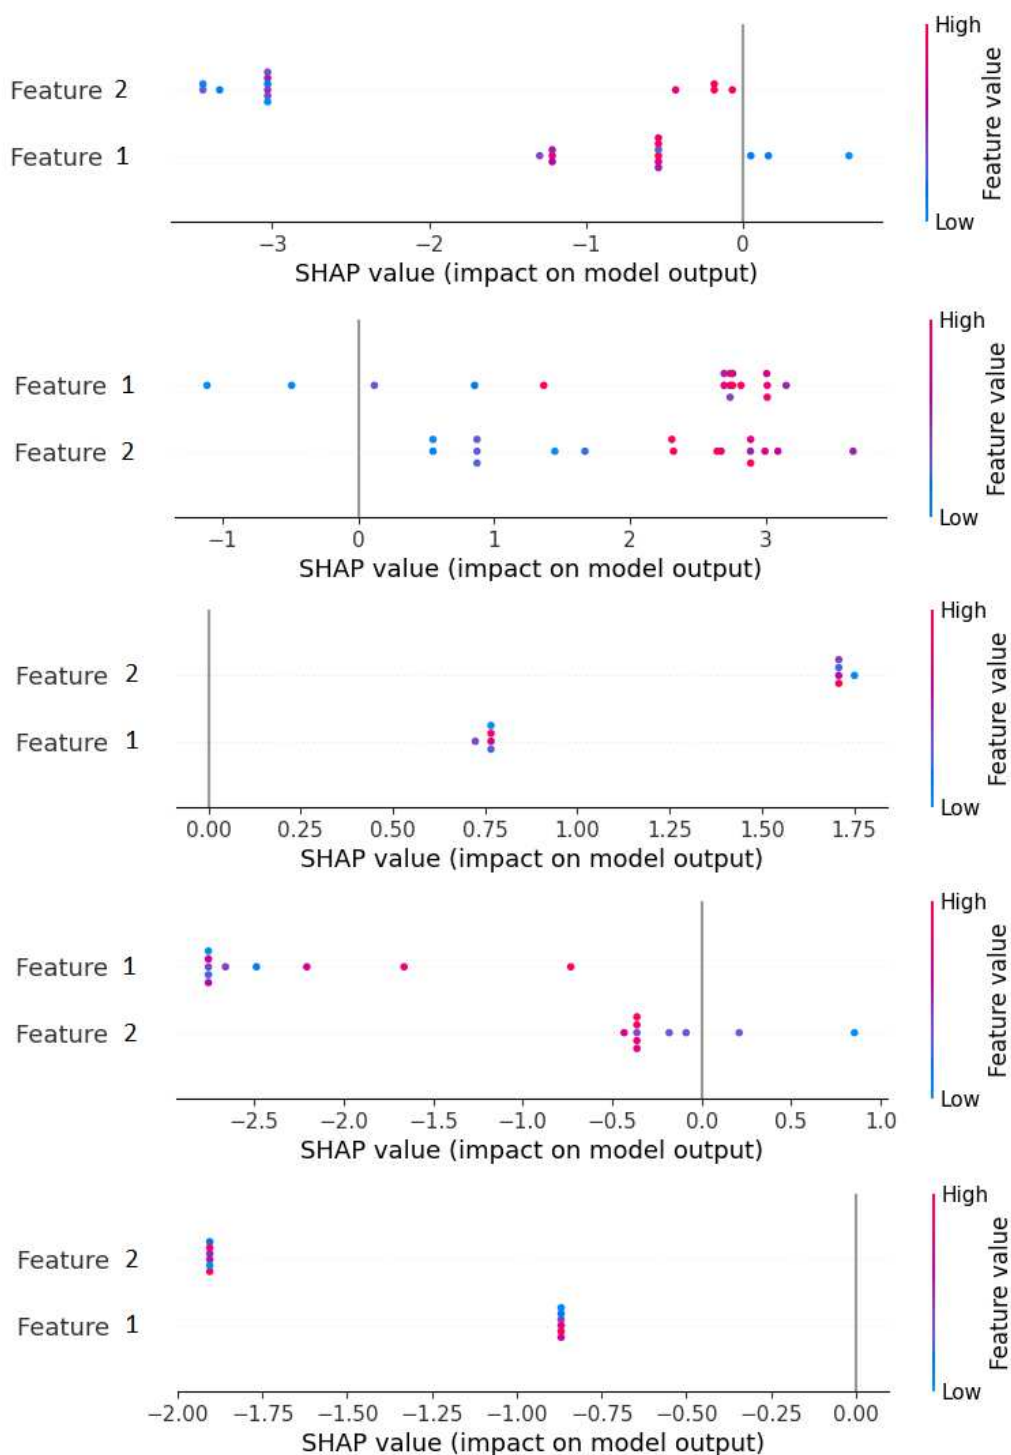 High
Feature 2
Feature 1
Feature value
Low
−3 −2 −1 0
SHAP value (impact on model output)
High
Feature 1
Feature 2
Feature value
Low
−1 0 1 2 3
SHAP value (impact on model output)
High
Feature 2
Feature 1
Feature value
Low
0.00 0.25 0.50 0.75 1.00 1.25 1.50 1.75
SHAP value (impact on model output)
High
Feature 1
Feature 2
Feature value
Low
−2.5 −2.0 −1.5 −1.0 −0.5 0.0 0.5 1.0
SHAP value (impact on model output)
High
Feature 2
Feature 1
Feature value
Low
−2.00 −1.75 −1.50 −1.25 −1.00 −0.75 −0.50 −0.25 0.00
SHAP value (impact on model output)